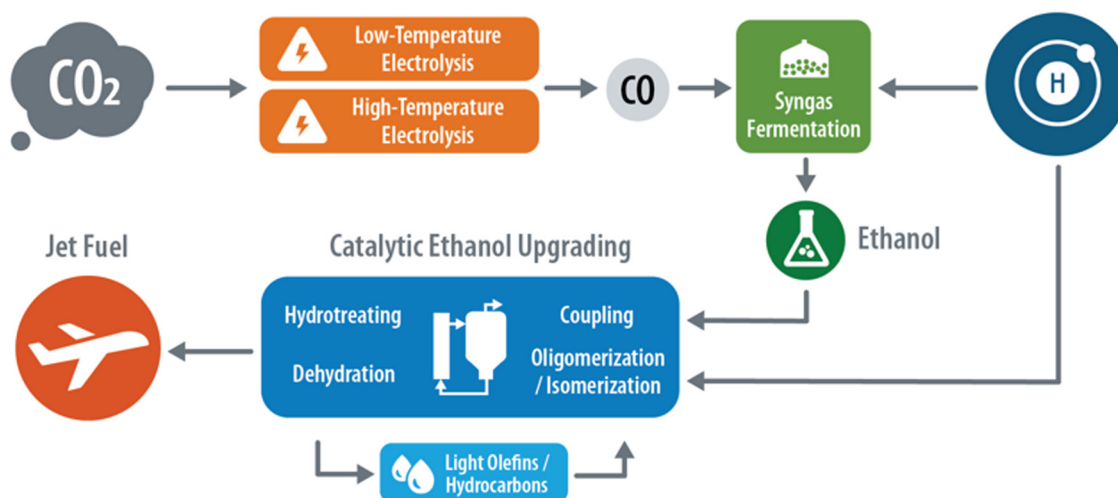 CO₂
Low-Temperature
Electrolysis
High-Temperature
Electrolysis
CO
Syngas
Fermentation
H
Ethanol
Jet Fuel
Catalytic Ethanol Upgrading
Hydrotreating
Coupling
Dehydration
Oligomerization
/ Isomerization
Light Olefins /
Hydrocarbons